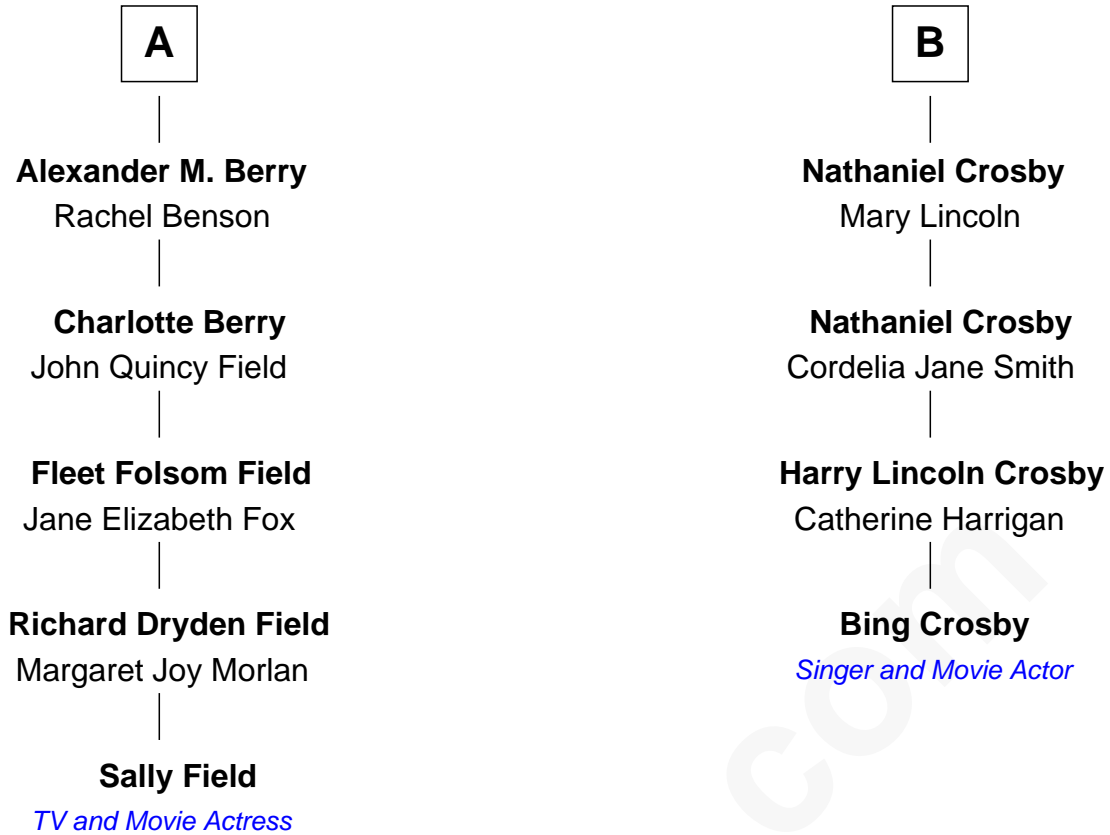 A
Alexander M. Berry
Rachel Benson
Charlotte Berry
John Quincy Field
Fleet Folsom Field
Jane Elizabeth Fox
Richard Dryden Field
Margaret Joy Morlan
Sally Field
TV and Movie Actress
B
Nathaniel Crosby
Mary Lincoln
Nathaniel Crosby
Cordelia Jane Smith
Harry Lincoln Crosby
Catherine Harrigan
Bing Crosby
Singer and Movie Actor
com